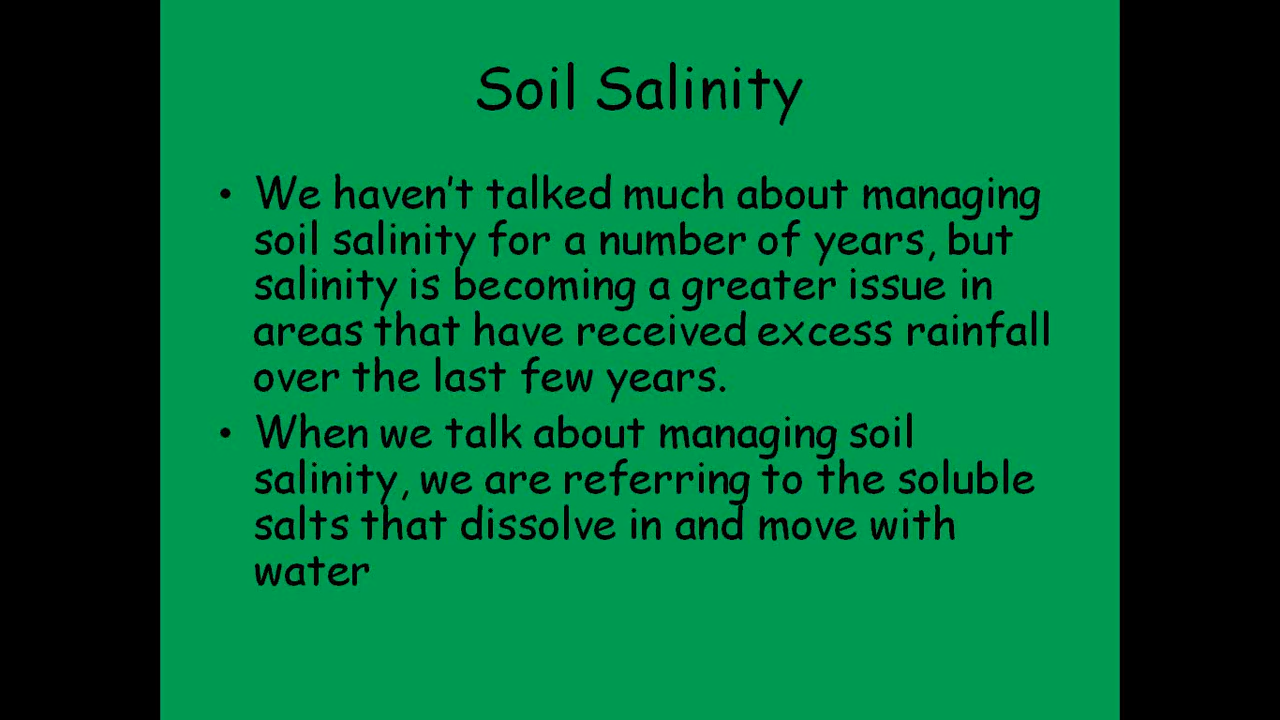 Soil Salinity
• We haven't talked much about managing
soil salinity for a number of years, but
salinity is becoming a greater issue in
areas that have received excess rainfall
over the last few years.
• When we talk about managing soil
salinity, we are referring to the soluble
salts that dissolve in and move with
water